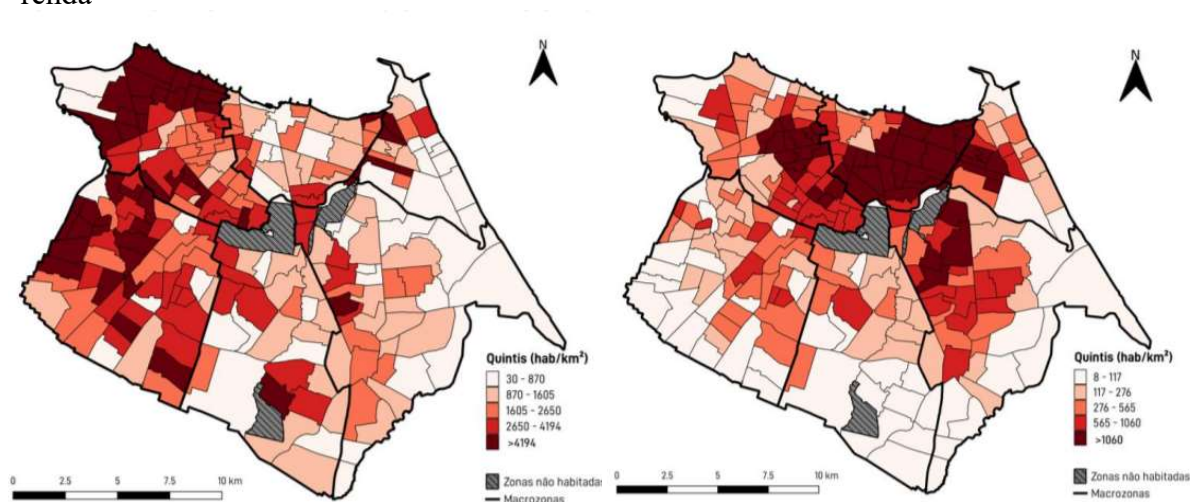 renda
N
Quintis (hab/km²)
30 - 870
870 - 1605
1605 - 2650
2650 - 4194
>4194
Zonas não habitadas
Macrozonas
0 2.5 5 7.5 10 km
N
Quintis (hab/km²)
8 - 117
117 - 276
276 - 565
565 - 1060
>1060
Zonas não habitadas
Macrozonas
0 2.5 5 7.5 10 km